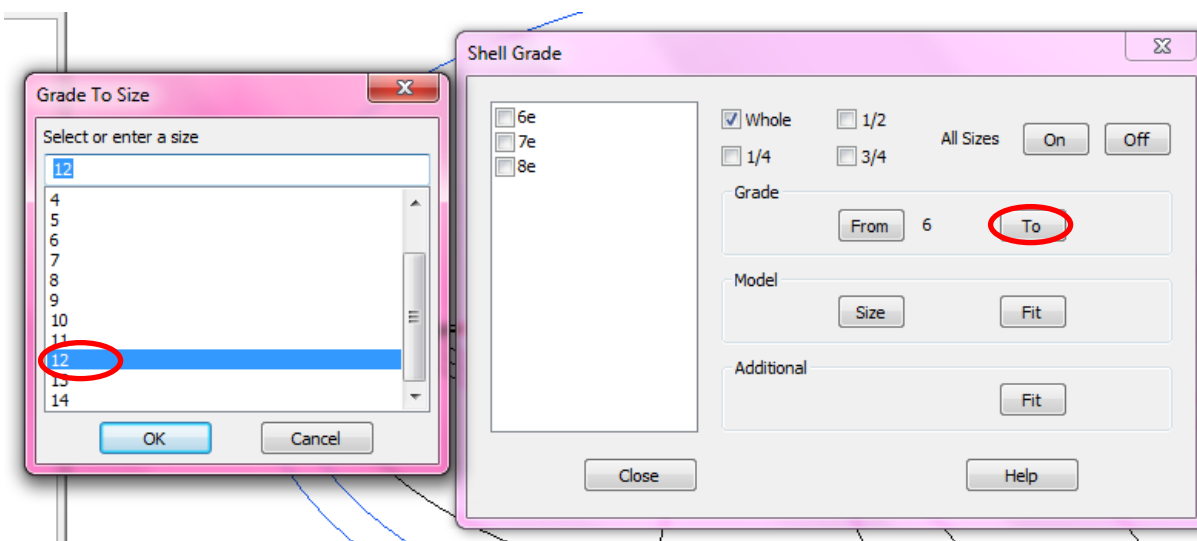 Grade To Size
Select or enter a size
12
4
5
6
7
8
9
10
11
12
13
14
OK Cancel
Shell Grade
6e
7e
8e
Whole 1/2
1/4 3/4
All Sizes On Off
Grade
From 6 To
Model
Size Fit
Additional
Fit
Close Help